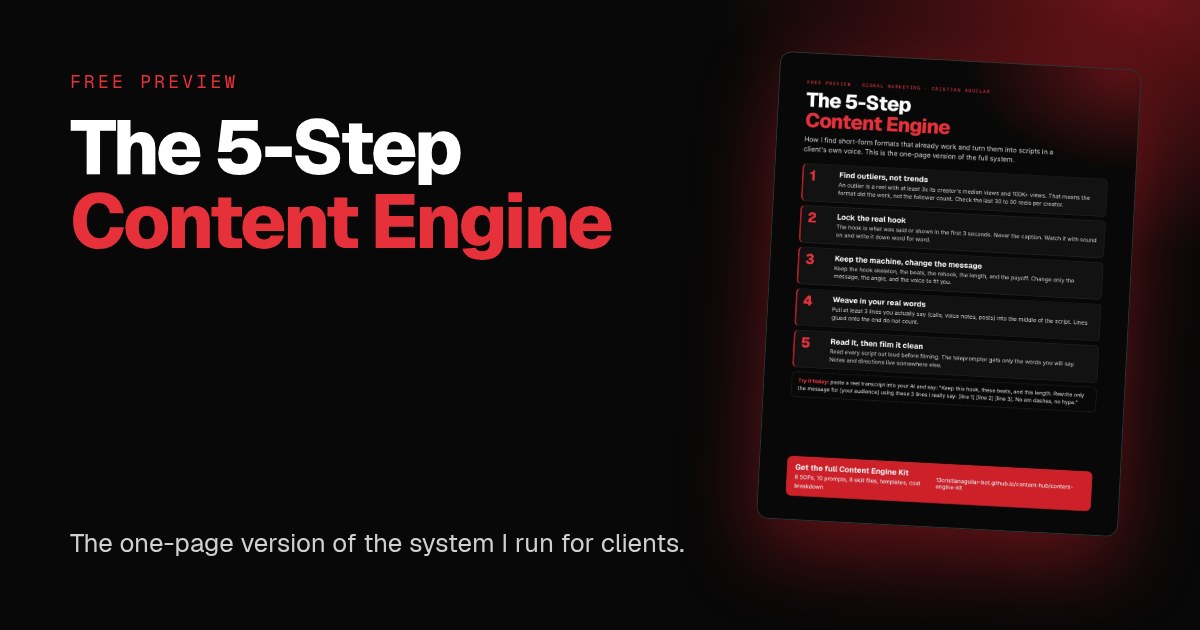 FREE PREVIEW
The 5-Step
Content Engine
The one-page version of the system I run for clients.
FREE PREVIEW · GLOBAL MARKETING · CRISTIAN AGUILAR
The 5-Step
Content Engine
How I find short-form formats that already work and turn them into scripts in a
client's own voice. This is the one-page version of the full system.
1
Find outliers, not trends
An outlier is a reel with at least 3x its creator's median views and 100K+ views. That means the
format did the work, not the follower count. Check the last 30 to 50 reels per creator.
2
Lock the real hook
The hook is what was said or shown in the first 3 seconds. Never the caption. Watch it with sound
on and write it down word for word.
3
Keep the machine, change the message
Keep the hook skeleton, the beats, the rehook, the length, and the payoff. Change only the
message, the angle, and the voice to fit you.
4
Weave in your real words
Pull at least 3 lines you actually say (calls, voice notes, posts) into the middle of the script. Lines
glued onto the end do not count.
5
Read it, then film it clean
Read every script out loud before filming. The teleprompter gets only the words you will say.
Notes and directions live somewhere else.
Try it today: paste a reel transcript into your AI and say: "Keep this hook, these beats, and this length. Rewrite only
the message for [your audience] using these 3 lines I really say: [line 1] [line 2] [line 3]. No em dashes, no hype."
Get the full Content Engine Kit
8 SOPs, 10 prompts, 8 skill files, templates, cost
breakdown
13cristianaguilar-bot.github.io/content-hub/content-
engine-kit